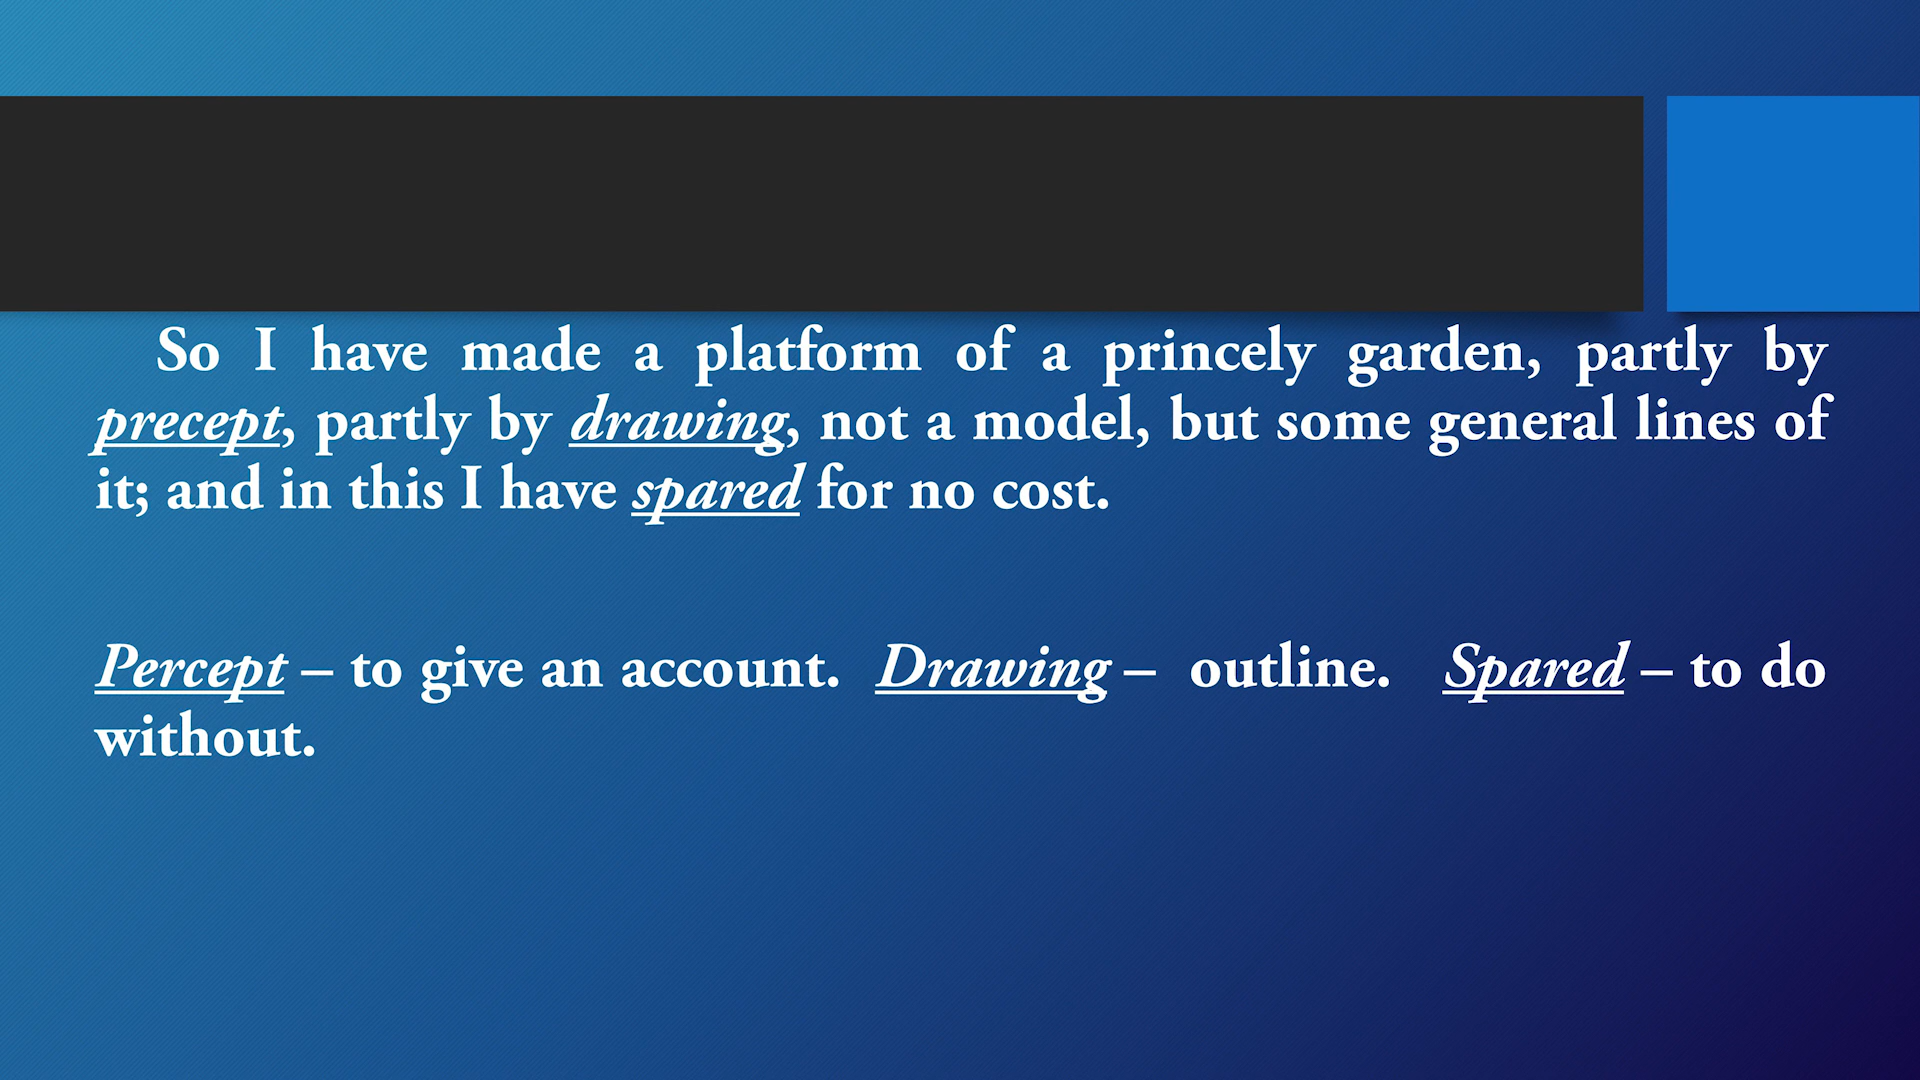 So I have made a platform of a princely garden, partly by
precept, partly by drawing, not a model, but some general lines of
it; and in this I have spared for no cost.
Percept – to give an account. Drawing – outline. Spared – to do
without.